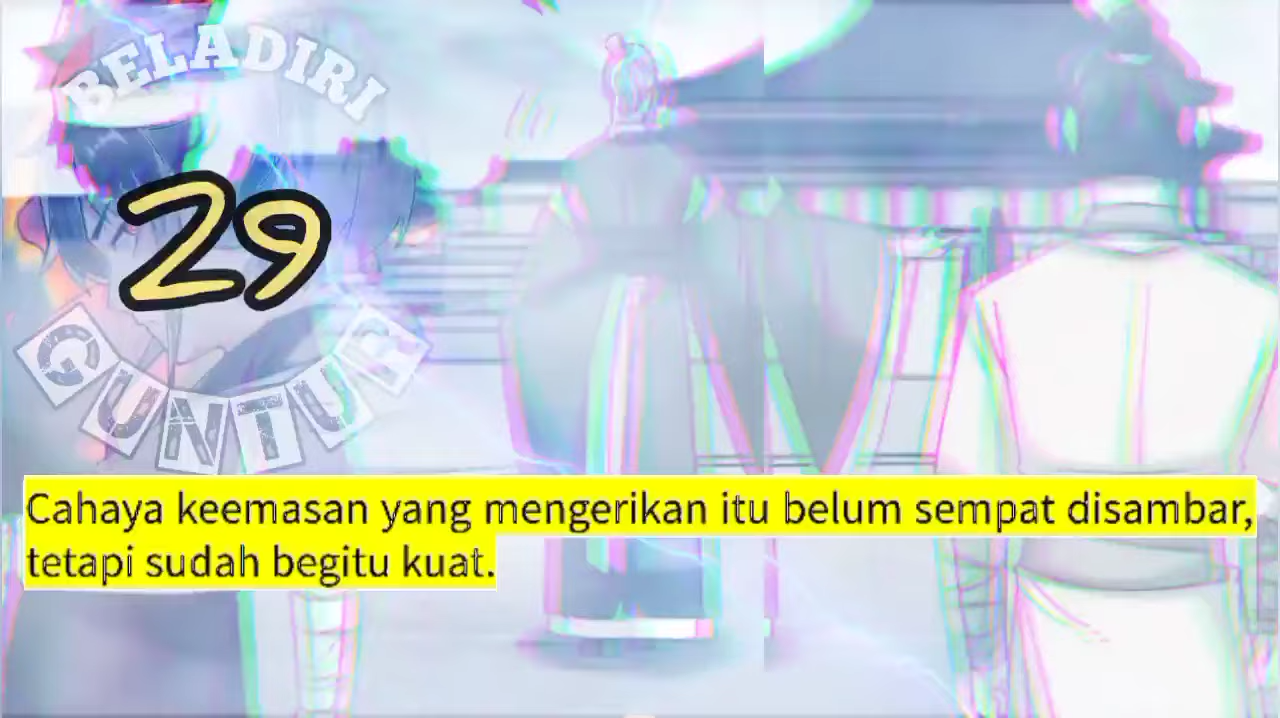 BELADIRI
29
GUNTUR
Cahaya keemasan yang mengerikan itu belum sempat disambar,
tetapi sudah begitu kuat.